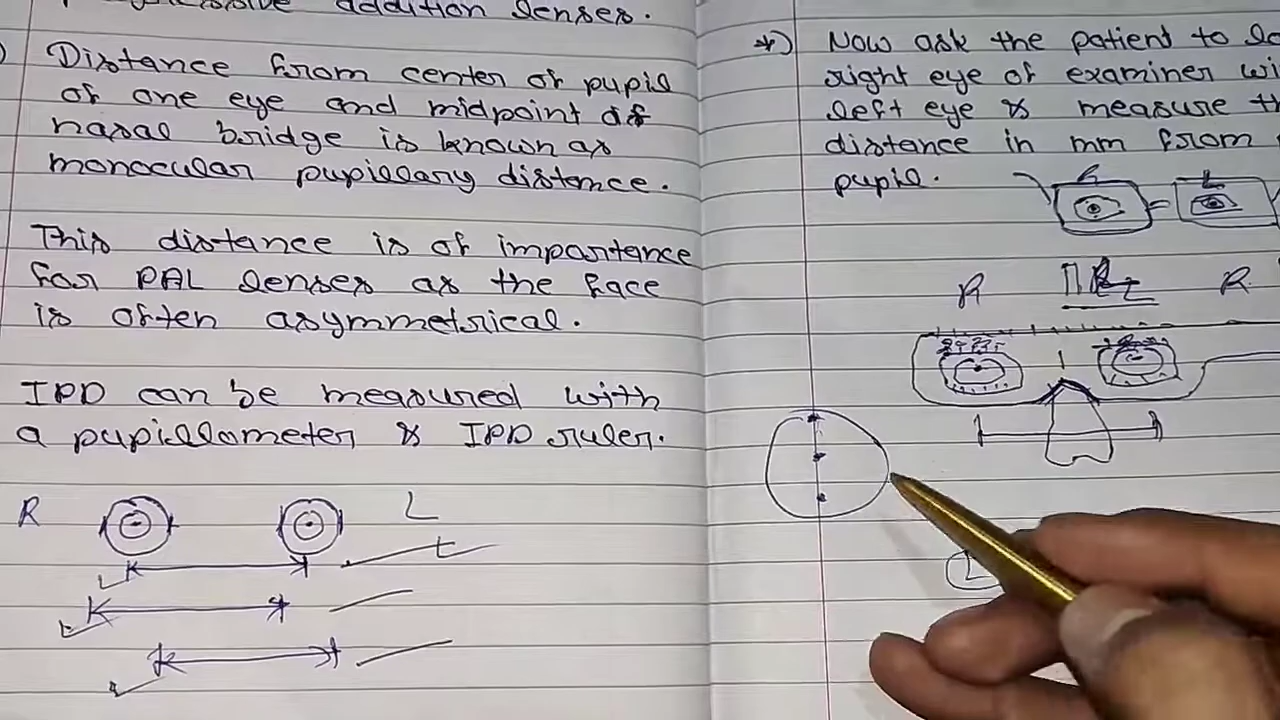 addition lenses.
Distance from center of pupil
of one eye and midpoint of
nasal bridge is known as
monocular pupillary distance.
This distance is of importance
for PAL lenses as the face
is often asymmetrical.
IPD can be measured with
a pupillometer & IPD ruler.
R L
Now ask the patient to
right eye of examiner
left eye & measure
distance in mm from
pupil.
R R
L